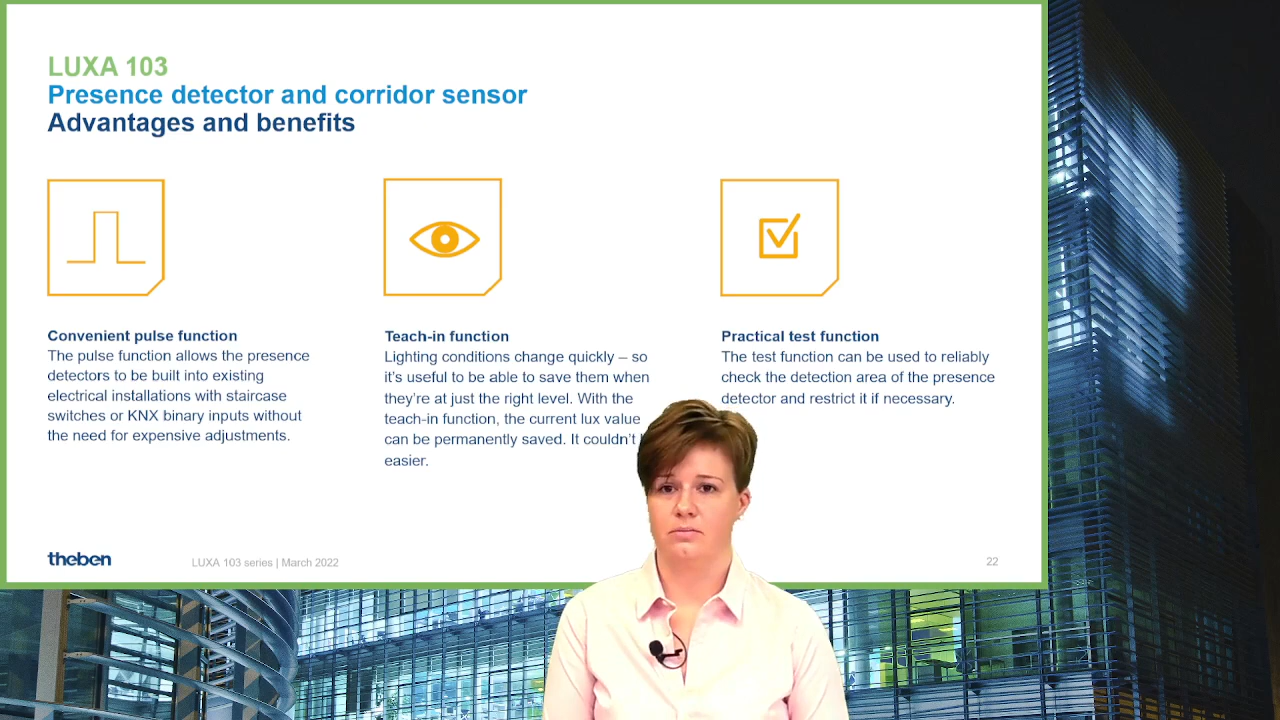 LUXA 103
Presence detector and corridor sensor
Advantages and benefits
Convenient pulse function
The pulse function allows the presence
detectors to be built into existing
electrical installations with staircase
switches or KNX binary inputs without
the need for expensive adjustments.
Teach-in function
Lighting conditions change quickly – so
it's useful to be able to save them when
they're at just the right level. With the
teach-in function, the current lux value
can be permanently saved. It couldn't
easier.
Practical test function
The test function can be used to reliably
check the detection area of the presence
detector and restrict it if necessary.
theben
LUXA 103 series | March 2022
22